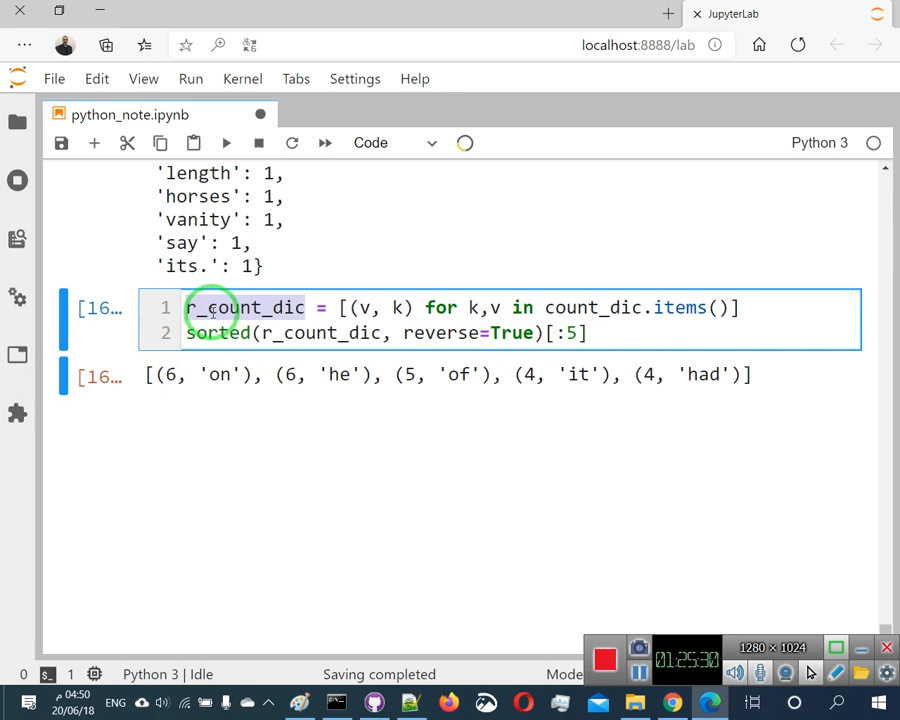 JupyterLab
localhost:8888/lab
File Edit View Run Kernel Tabs Settings Help
python_note.ipynb
Code
Python 3
'length': 1,
'horses': 1,
'vanity': 1,
'say': 1,
'its.': 1}
[16…
1 r_count_dic = [(v, k) for k,v in count_dic.items()]
2 sorted(r_count_dic, reverse=True)[:5]
[16… [(6, 'on'), (6, 'he'), (5, 'of'), (4, 'it'), (4, 'had')]
1280 × 1024
01:25:30
0 1 Python 3 | Idle Saving completed Mode
04:50 م
ENG
20/06/18